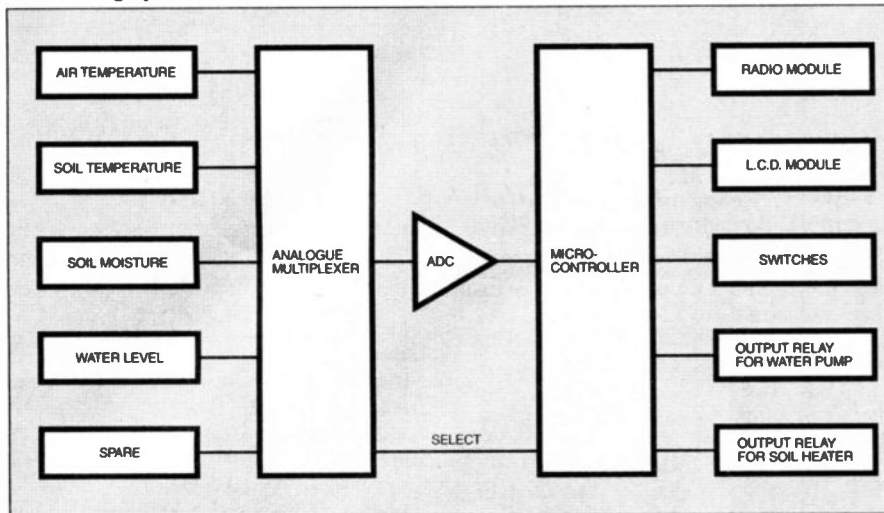 AIR TEMPERATURE
SOIL TEMPERATURE
SOIL MOISTURE
WATER LEVEL
SPARE
ANALOGUE
MULTIPLEXER
ADC
SELECT
MICRO-
CONTROLLER
RADIO MODULE
L.C.D. MODULE
SWITCHES
OUTPUT RELAY
FOR WATER PUMP
OUTPUT RELAY
FOR SOIL HEATER